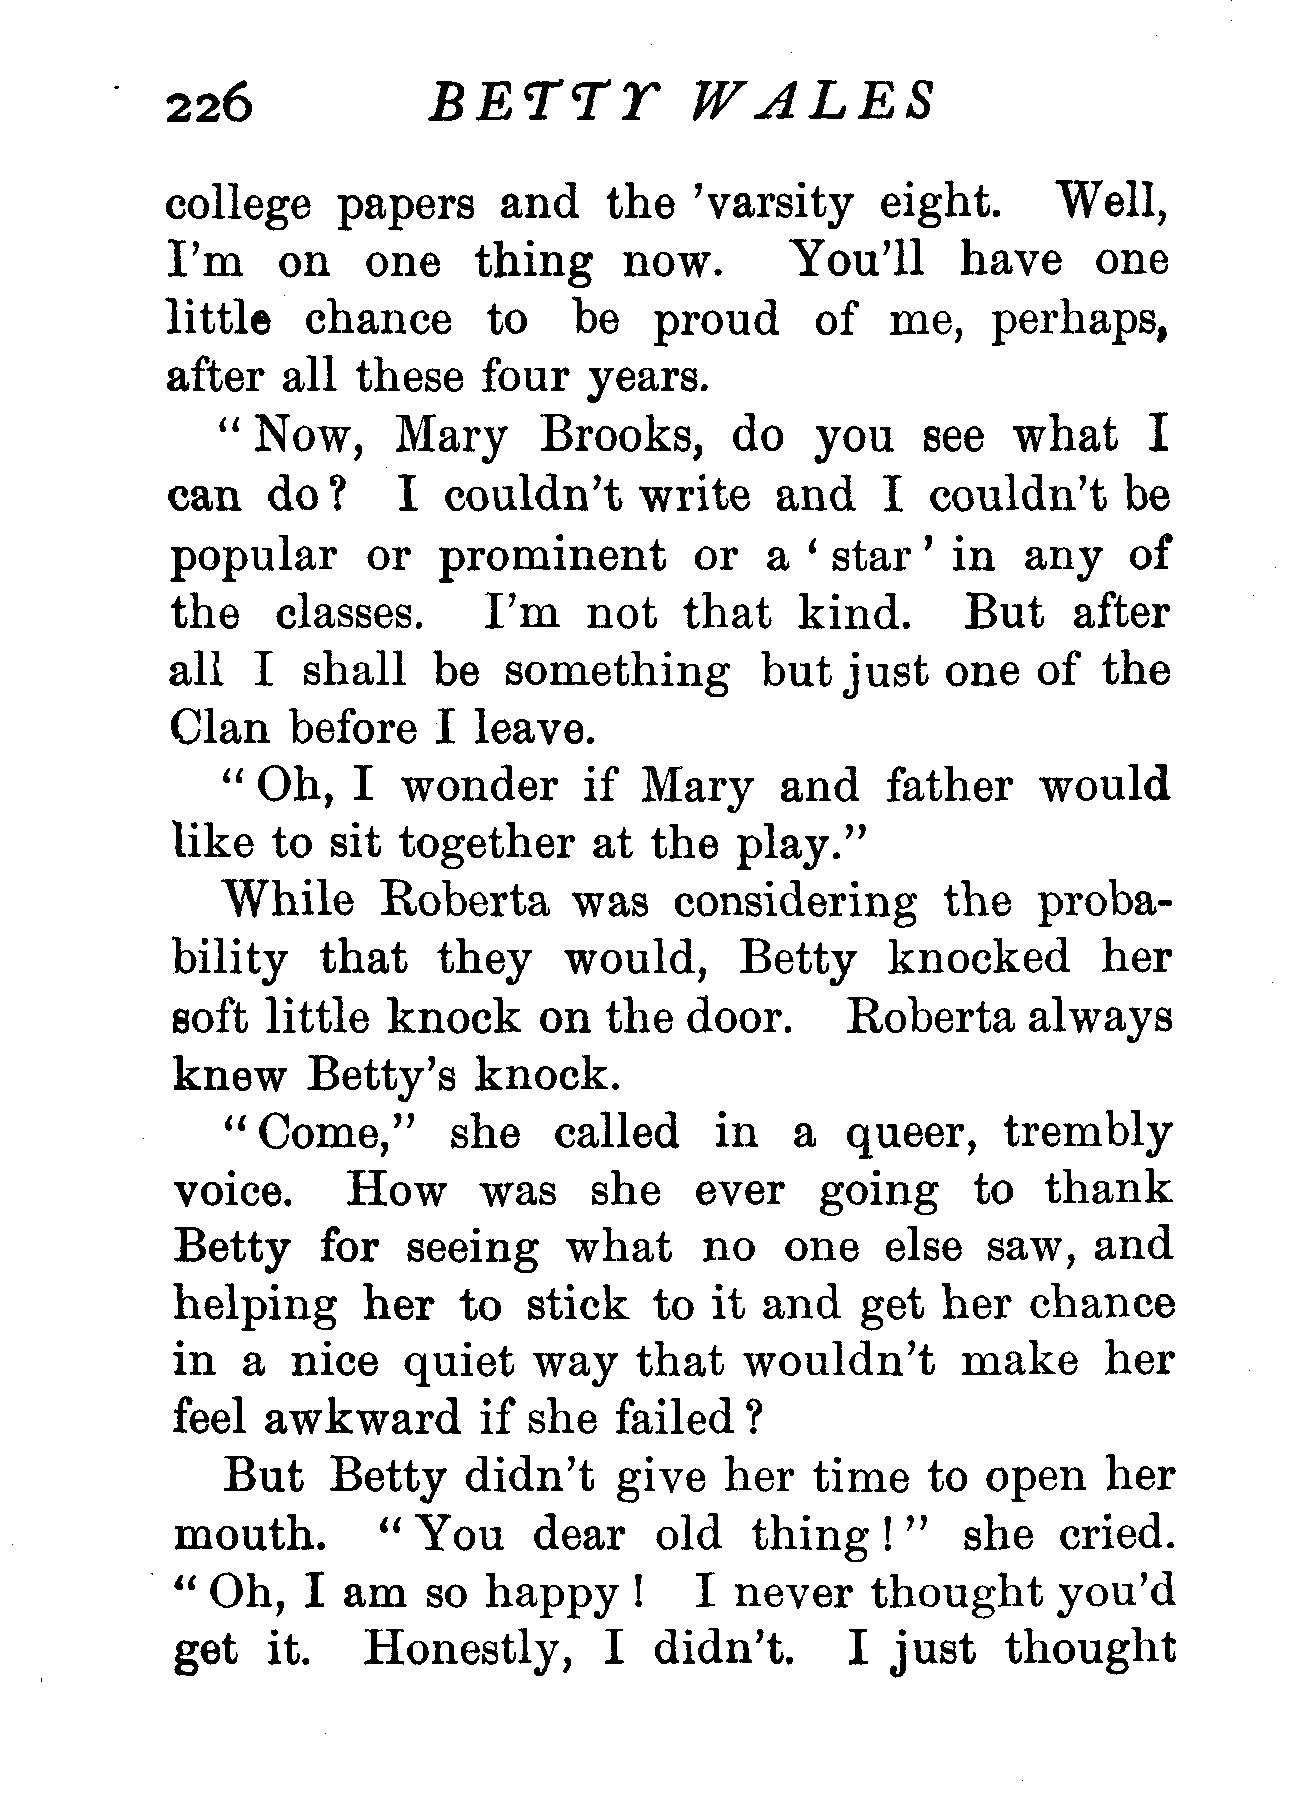 226 BETTY WALES
college papers and the 'varsity eight. Well,
I'm on one thing now. You'll have one
little chance to be proud of me, perhaps,
after all these four years.
"Now, Mary Brooks, do you see what I
can do? I couldn't write and I couldn't be
popular or prominent or a 'star' in any of
the classes. I'm not that kind. But after
all I shall be something but just one of the
Clan before I leave.
"Oh, I wonder if Mary and father would
like to sit together at the play."
While Roberta was considering the proba-
bility that they would, Betty knocked her
soft little knock on the door. Roberta always
knew Betty's knock.
"Come," she called in a queer, trembly
voice. How was she ever going to thank
Betty for seeing what no one else saw, and
helping her to stick to it and get her chance
in a nice quiet way that wouldn't make her
feel awkward if she failed?
But Betty didn't give her time to open her
mouth. "You dear old thing!" she cried.
"Oh, I am so happy! I never thought you'd
get it. Honestly, I didn't. I just thought